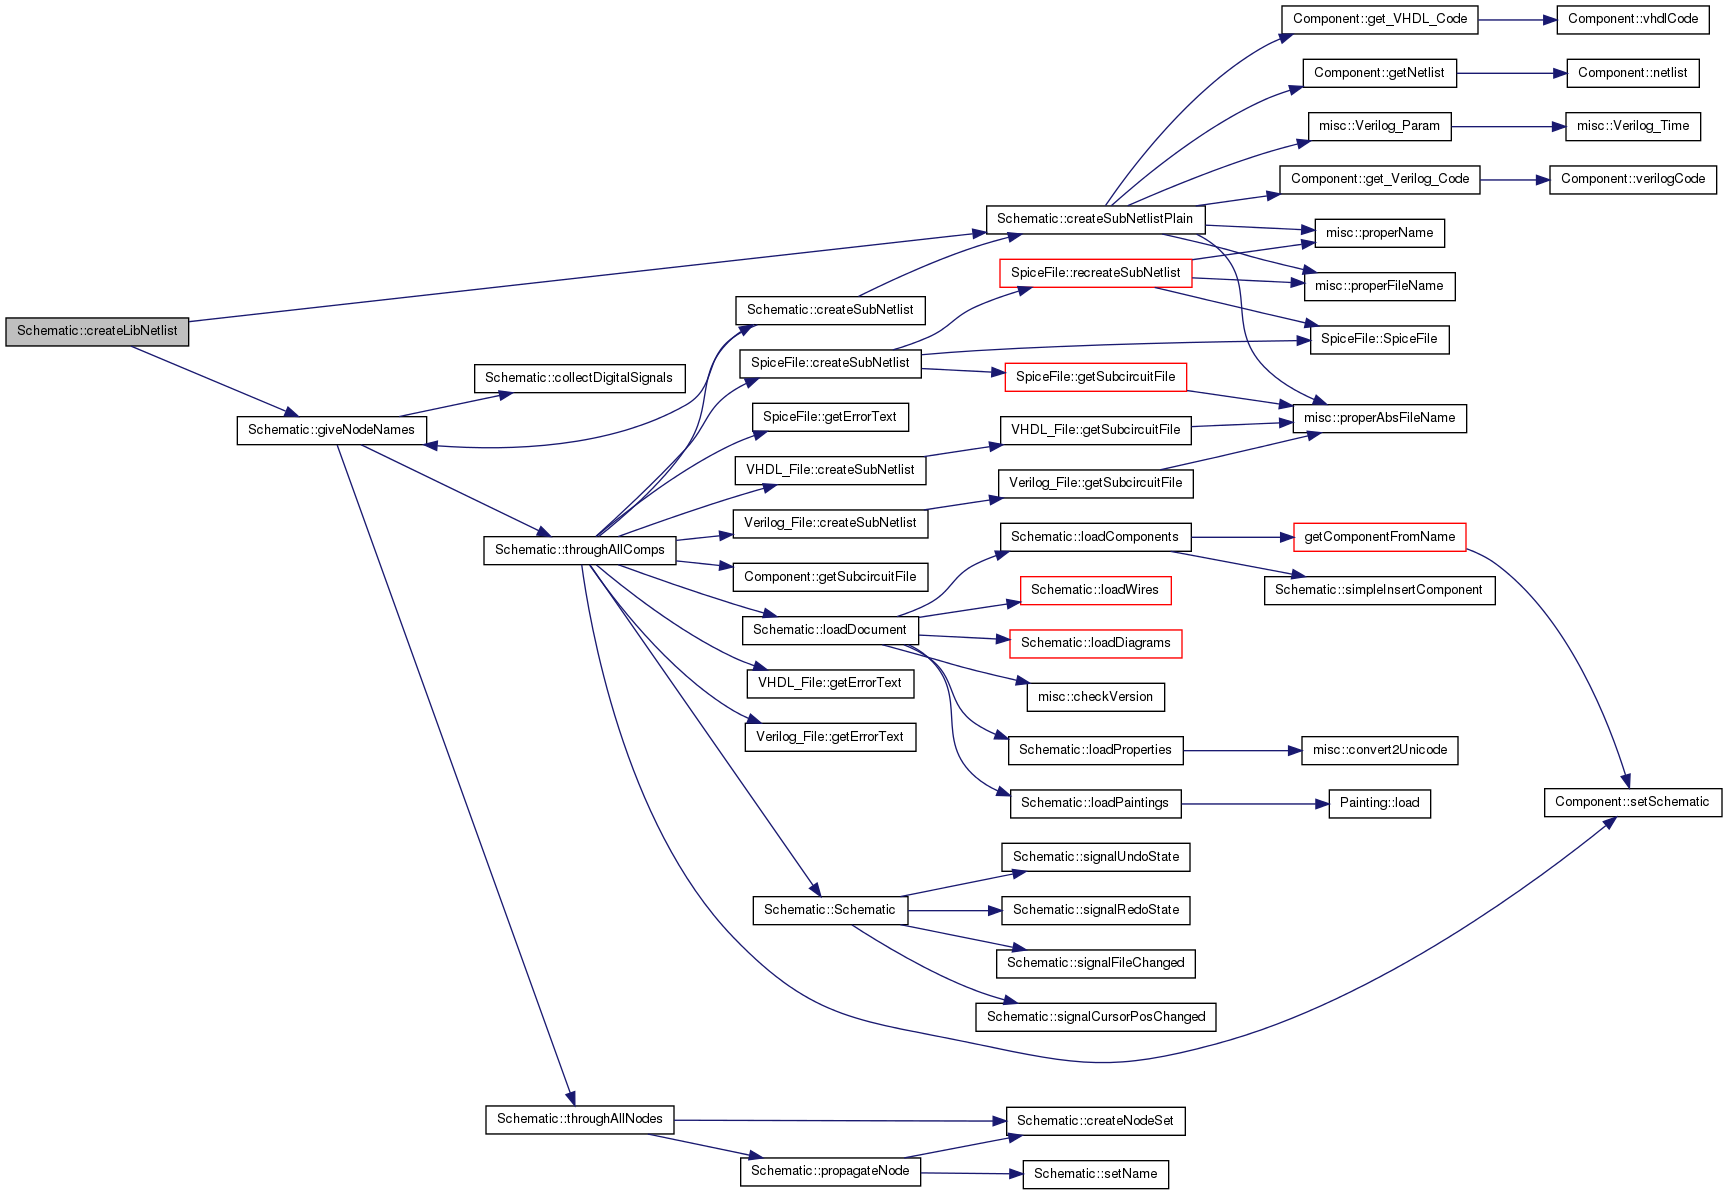 Schematic::createLibNetlist
Schematic::giveNodeNames
Schematic::collectDigitalSignals
Schematic::throughAllComps
Schematic::throughAllNodes
Schematic::createSubNetlist
SpiceFile::createSubNetlist
SpiceFile::getErrorText
VHDL_File::createSubNetlist
Verilog_File::createSubNetlist
Component::getSubcircuitFile
Schematic::loadDocument
VHDL_File::getErrorText
Verilog_File::getErrorText
Schematic::Schematic
Schematic::propagateNode
Schematic::createSubNetlistPlain
SpiceFile::recreateSubNetlist
SpiceFile::getSubcircuitFile
VHDL_File::getSubcircuitFile
Verilog_File::getSubcircuitFile
Schematic::loadComponents
Schematic::loadWires
Schematic::loadDiagrams
misc::checkVersion
Schematic::loadProperties
Schematic::loadPaintings
Schematic::signalUndoState
Schematic::signalRedoState
Schematic::signalFileChanged
Schematic::signalCursorPosChanged
Schematic::createNodeSet
Schematic::setName
Component::get_VHDL_Code
Component::getNetlist
misc::Verilog_Param
Component::get_Verilog_Code
misc::properName
misc::properFileName
SpiceFile::SpiceFile
misc::properAbsFileName
getComponentFromName
Schematic::simpleInsertComponent
misc::convert2Unicode
Painting::load
Component::vhdlCode
Component::netlist
misc::Verilog_Time
Component::verilogCode
Component::setSchematic